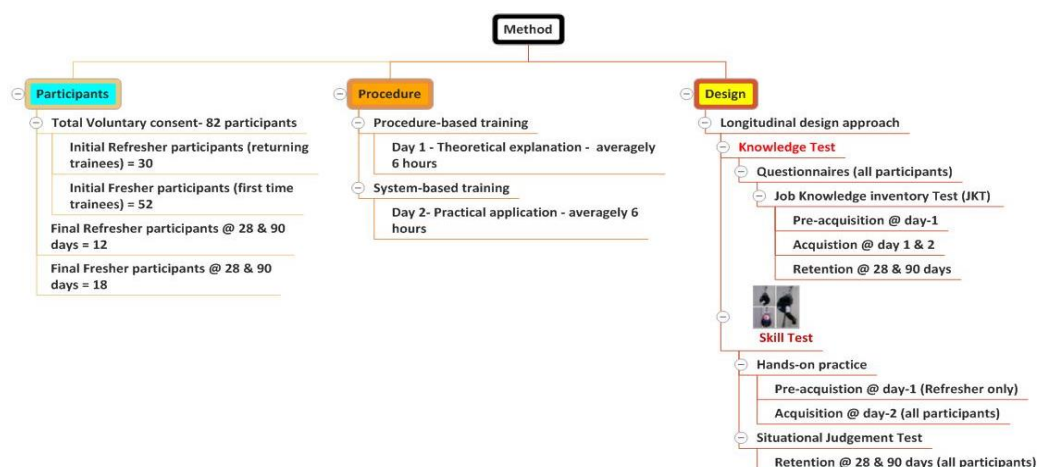 Method
Participants
Total Voluntary consent- 82 participants
Initial Refresher participants (returning
trainees) = 30
Initial Fresher participants (first time
trainees) = 52
Final Refresher participants @ 28 & 90
days = 12
Final Fresher participants @ 28 & 90
days = 18
Procedure
Procedure-based training
Day 1 - Theoretical explanation - averagely
6 hours
System-based training
Day 2- Practical application - averagely 6
hours
Design
Longitudinal design approach
Knowledge Test
Questionnaires (all participants)
Job Knowledge inventory Test (JKT)
Pre-acquisition @ day-1
Acquistion @ day 1 & 2
Retention @ 28 & 90 days
Skill Test
Hands-on practice
Pre-acquistion @ day-1 (Refresher only)
Acquisition @ day-2 (all participants)
Situational Judgement Test
Retention @ 28 & 90 days (all participants)